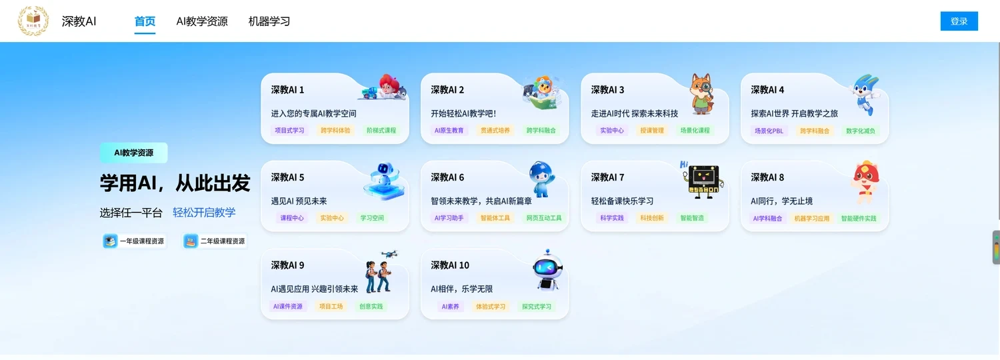 深教AI
首页
AI教学资源
机器学习
登录
AI教学资源
学用AI，从此出发
选择任一平台 轻松开启教学
一年级课程资源
二年级课程资源
深教AI 1
进入您的专属AI教学空间
项目式学习 跨学科体验 阶梯式课程
深教AI 2
开始轻松AI教学吧！
AI原生教育 贯通式培养 跨学科融合
深教AI 3
走进AI时代 探索未来科技
实验中心 授课管理 场景化课程
深教AI 4
探索AI世界 开启教学之旅
场景化PBL 跨学科融合 数字化减负
深教AI 5
遇见AI 预见未来
课程中心 实验中心 学习空间
深教AI 6
智领未来教学，共启AI新篇章
AI学习助手 智能体工具 网页互动工具
深教AI 7
Hi
轻松备课快乐学习
科学实践 科技创新 智能智造
深教AI 8
AI同行，学无止境
AI学科融合 机器学习应用 智能硬件实践
深教AI 9
AI遇见应用 兴趣引领未来
AI课件资源 项目工场 创意实践
深教AI 10
AI相伴，乐学无限
AI素养 体验式学习 探究式学习